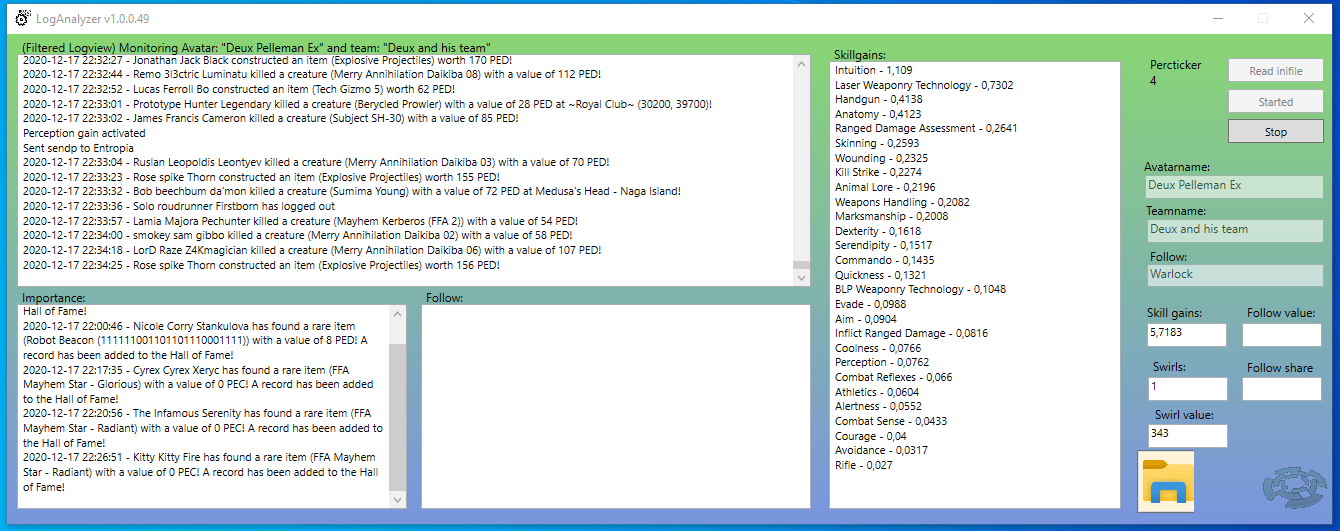 LogAnalyzer v1.0.0.49
(Filtered Logview) Monitoring Avatar: "Deux Pelleman Ex" and team: "Deux and his team"
2020-12-17 22:32:27 - Jonathan Jack Black constructed an item (Explosive Projectiles) worth 170 PED!
2020-12-17 22:32:44 - Remo 3l3ctric Luminatu killed a creature (Merry Annihilation Daikiba 08) with a value of 112 PED!
2020-12-17 22:32:52 - Lucas Ferroll Bo constructed an item (Tech Gizmo 5) worth 62 PED!
2020-12-17 22:33:01 - Prototype Hunter Legendary killed a creature (Berycled Prowler) with a value of 28 PED at ~Royal Club~ (30200, 39700)!
2020-12-17 22:33:02 - James Francis Cameron killed a creature (Subject SH-30) with a value of 85 PED!
Perception gain activated
Sent sendp to Entropia
2020-12-17 22:33:04 - Ruslan Leopoldis Leontyev killed a creature (Merry Annihilation Daikiba 03) with a value of 70 PED!
2020-12-17 22:33:23 - Rose spike Thorn constructed an item (Explosive Projectiles) worth 155 PED!
2020-12-17 22:33:32 - Bob beechbum da'mon killed a creature (Sumima Young) with a value of 72 PED at Medusa's Head - Naga Island!
2020-12-17 22:33:36 - Solo roudrunner Firstborn has logged out
2020-12-17 22:33:57 - Lamia Majora Pechunter killed a creature (Mayhem Kerberos (FFA 2)) with a value of 54 PED!
2020-12-17 22:34:00 - smokey sam gibbo killed a creature (Merry Annihilation Daikiba 02) with a value of 58 PED!
2020-12-17 22:34:18 - LorD Raze Z4Kmagician killed a creature (Merry Annihilation Daikiba 06) with a value of 107 PED!
2020-12-17 22:34:25 - Rose spike Thorn constructed an item (Explosive Projectiles) worth 156 PED!
Importance:
Hall of Fame!
2020-12-17 22:00:46 - Nicole Corry Stankulova has found a rare item
(Robot Beacon (111111001101101110001111)) with a value of 8 PED! A
record has been added to the Hall of Fame!
2020-12-17 22:17:35 - Cyrex Cyrex Xeryc has found a rare item (FFA
Mayhem Star - Glorious) with a value of 0 PEC! A record has been added
to the Hall of Fame!
2020-12-17 22:20:56 - The Infamous Serenity has found a rare item (FFA
Mayhem Star - Radiant) with a value of 0 PEC! A record has been added to
the Hall of Fame!
2020-12-17 22:26:51 - Kitty Kitty Fire has found a rare item (FFA Mayhem
Star - Radiant) with a value of 0 PEC! A record has been added to the Hall
of Fame!
Follow:
Skillgains:
Intuition - 1,109
Laser Weaponry Technology - 0,7302
Handgun - 0,4138
Anatomy - 0,4123
Ranged Damage Assessment - 0,2641
Skinning - 0,2593
Wounding - 0,2325
Kill Strike - 0,2274
Animal Lore - 0,2196
Weapons Handling - 0,2082
Marksmanship - 0,2008
Dexterity - 0,1618
Serendipity - 0,1517
Commando - 0,1435
Quickness - 0,1321
BLP Weaponry Technology - 0,1048
Evade - 0,0988
Aim - 0,0904
Inflict Ranged Damage - 0,0816
Coolness - 0,0766
Perception - 0,0762
Combat Reflexes - 0,066
Athletics - 0,0604
Alertness - 0,0552
Combat Sense - 0,0433
Courage - 0,04
Avoidance - 0,0317
Rifle - 0,027
Percticker
4
Read inifile
Started
Stop
Avatarname:
Deux Pelleman Ex
Teamname:
Deux and his team
Follow:
Warlock
Skill gains:
5,7183
Follow value:
Swirls:
1
Follow share
Swirl value:
343